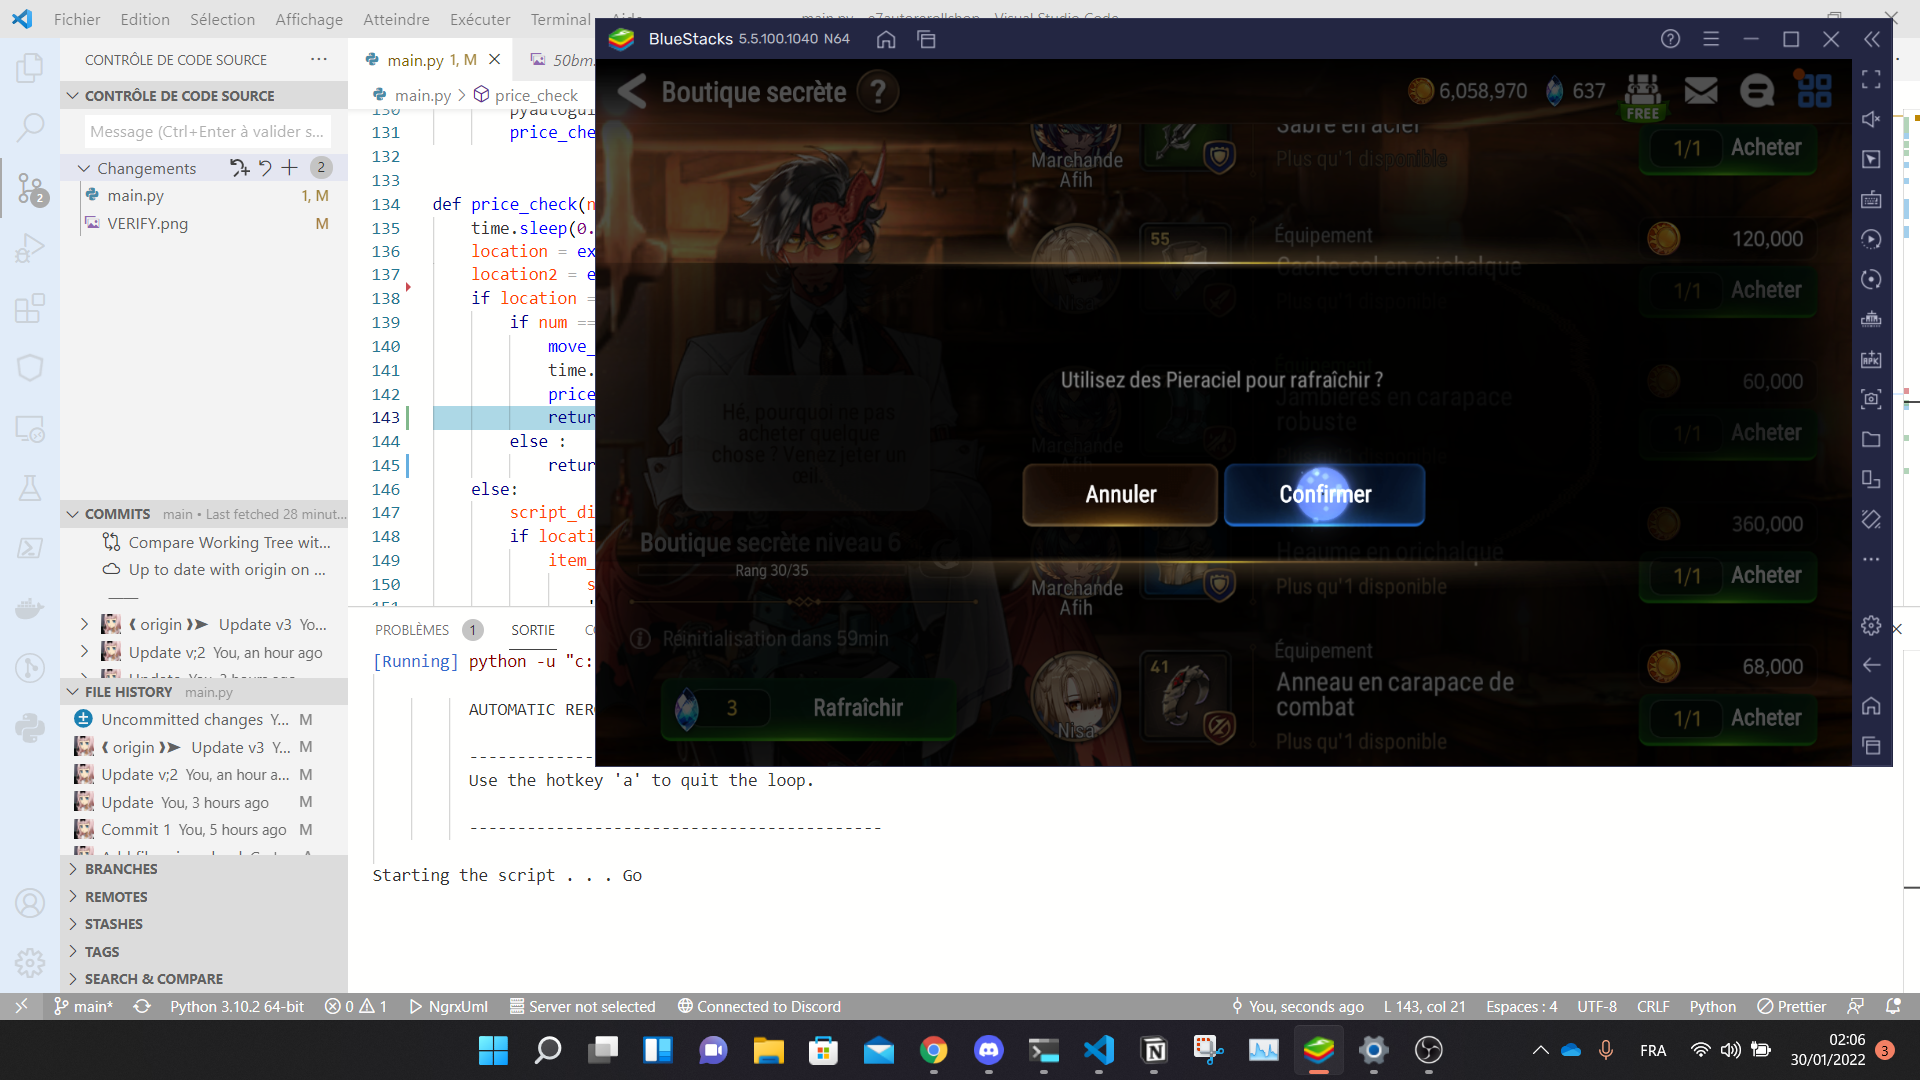 Fichier Edition Sélection Affichage Atteindre Exécuter Terminal Aide
CONTRÔLE DE CODE SOURCE ...
CONTRÔLE DE CODE SOURCE
Message (Ctrl+Enter à valider s...
Changements 2
main.py 1, M
VERIFY.png M
COMMITS main • Last fetched 28 minut...
Compare Working Tree wit...
Up to date with origin on ...
origin Update v3 Yo...
Update v;2 You, an hour ago
FILE HISTORY main.py
Uncommitted changes Y... M
origin Update v3 Y... M
Update v;2 You, an hour a... M
Update You, 3 hours ago M
Commit 1 You, 5 hours ago M
BRANCHES
REMOTES
STASHES
TAGS
SEARCH & COMPARE
main.py 1, M
50bm.
main.py > price_check
130 pyautogui
131 price_che
132
133
134 def price_check(n
135 time.sleep(0.
136 location = ex
137 location2 = e
138 if location =
139 if num ==
140 move_
141 time.
142 price
143 retur
144 else :
145 retur
146 else:
147 script_di
148 if locati
149 item_
150 s
PROBLÈMES 1 SORTIE
[Running] python -u "c:
AUTOMATIC RERO
-------------
Use the hotkey 'a' to quit the loop.
-------------------------------------------
Starting the script . . . Go
BlueStacks 5.5.100.1040 N64
Boutique secrète ?
6,058,970 637
FREE
Marchande
Afih
Sabre en acier
Plus qu'1 disponible
1/1 Acheter
Nisa
55
Équipement
Cache-col en orichalque
Plus qu'1 disponible
120,000
1/1 Acheter
Utilisez des Pieraciel pour rafraîchir ?
Marchande
Afih
Équipement
Jambières en carapace
robuste
Plus qu'1 disponible
60,000
1/1 Acheter
Hé, pourquoi ne pas
acheter quelque
chose ? Venez jeter un
œil.
Annuler Confirmer
Marchande
Afih
Heaume en orichalque
Plus qu'1 disponible
360,000
1/1 Acheter
Boutique secrète niveau 6
Rang 30/35
Réinitialisation dans 59min
3 Rafraîchir
Nisa
41
Équipement
Anneau en carapace de
combat
Plus qu'1 disponible
68,000
1/1 Acheter
main* Python 3.10.2 64-bit 0 1 NgrxUml Server not selected Connected to Discord You, seconds ago L 143, col 21 Espaces : 4 UTF-8 CRLF Python Prettier
FRA 02:06
30/01/2022 3